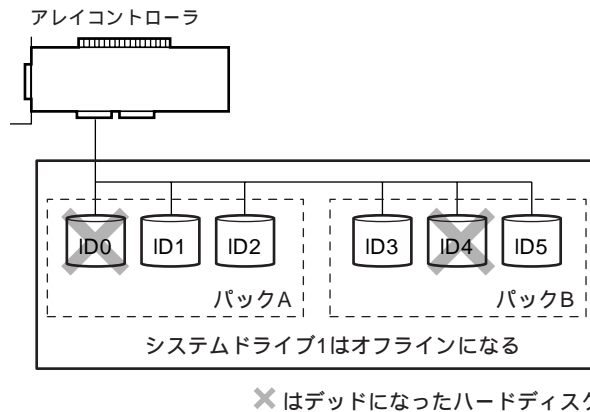 アレイコントローラ
ID0 ID1 ID2 ID3 ID4 ID5
パックA パックB
システムドライブ1はオフラインになる
はデッドになったハードディスク